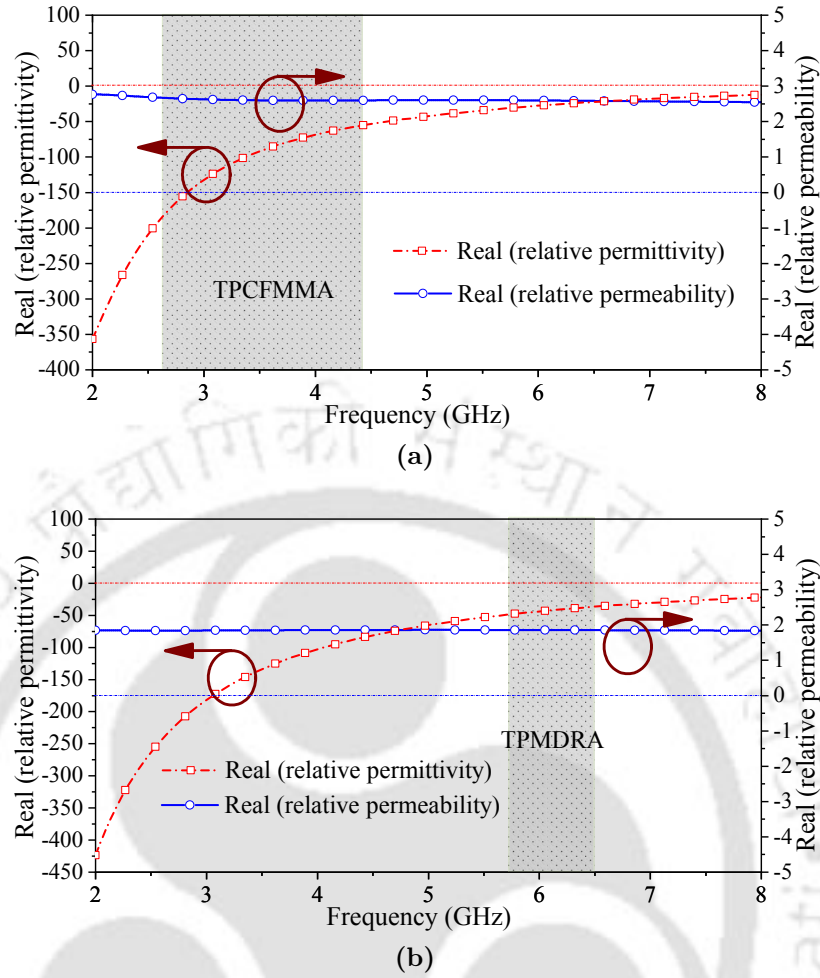 100
50
0
-50
-100
-150
-200
-250
-300
-350
-400
Real (relative permittivity)
5
4
3
2
1
0
-1
-2
-3
-4
-5
Real (relative permeability)
Real (relative permittivity)
Real (relative permeability)
TPCFMMA
2 3 4 5 6 7 8
Frequency (GHz)
(a)
100
50
0
-50
-100
-150
-200
-250
-300
-350
-400
-450
Real (relative permittivity)
5
4
3
2
1
0
-1
-2
-3
-4
-5
Real (relative permeability)
TPMDRA
Real (relative permittivity)
Real (relative permeability)
2 3 4 5 6 7 8
Frequency (GHz)
(b)